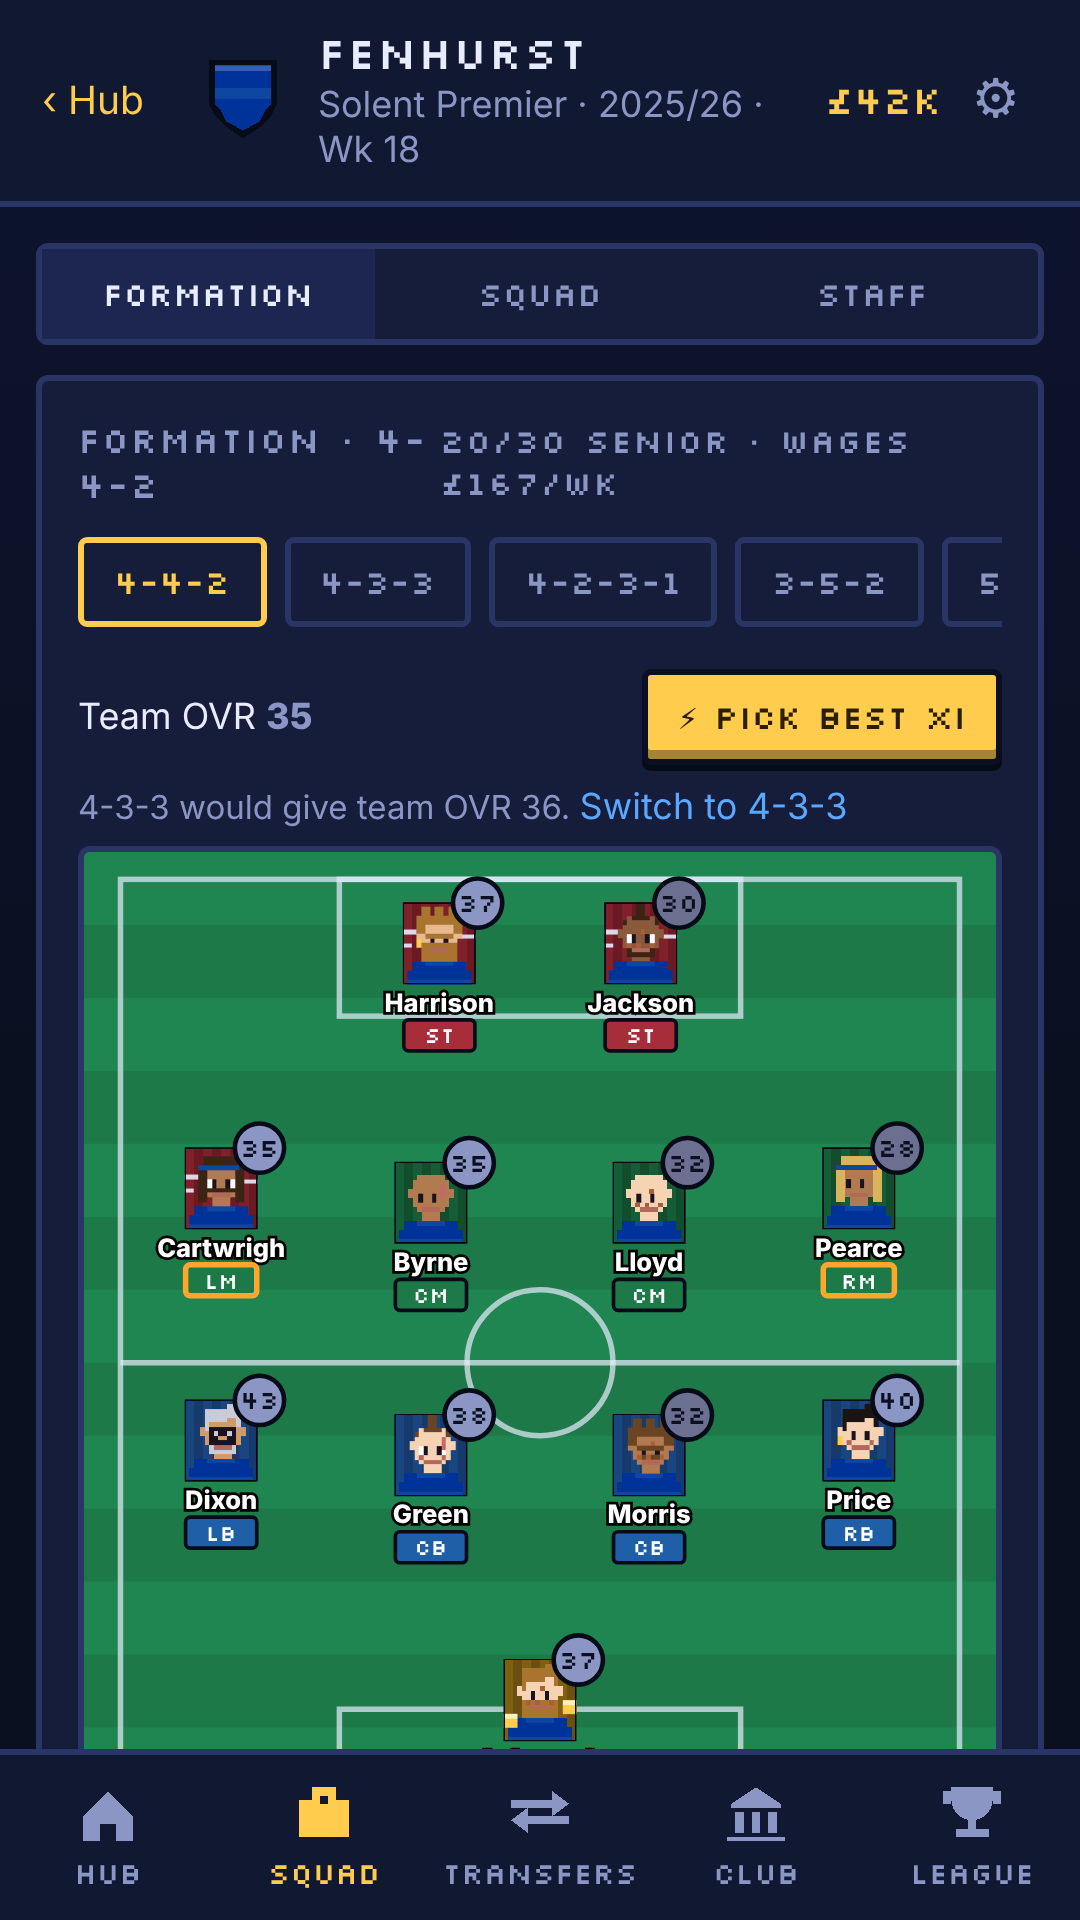 ‹ Hub
FENHURST
Solent Premier · 2025/26 ·
Wk 18
£42K
FORMATION
SQUAD
STAFF
FORMATION · 4-
4-2
20/30 SENIOR · WAGES
£167/WK
4-4-2
4-3-3
4-2-3-1
3-5-2
5
Team OVR 35
⚡ PICK BEST XI
4-3-3 would give team OVR 36. Switch to 4-3-3
37
30
Harrison
Jackson
ST
ST
35
35
32
28
Cartwrigh
Byrne
Lloyd
Pearce
LM
CM
CM
RM
43
38
32
40
Dixon
Green
Morris
Price
LB
CB
CB
RB
37
HUB
SQUAD
TRANSFERS
CLUB
LEAGUE